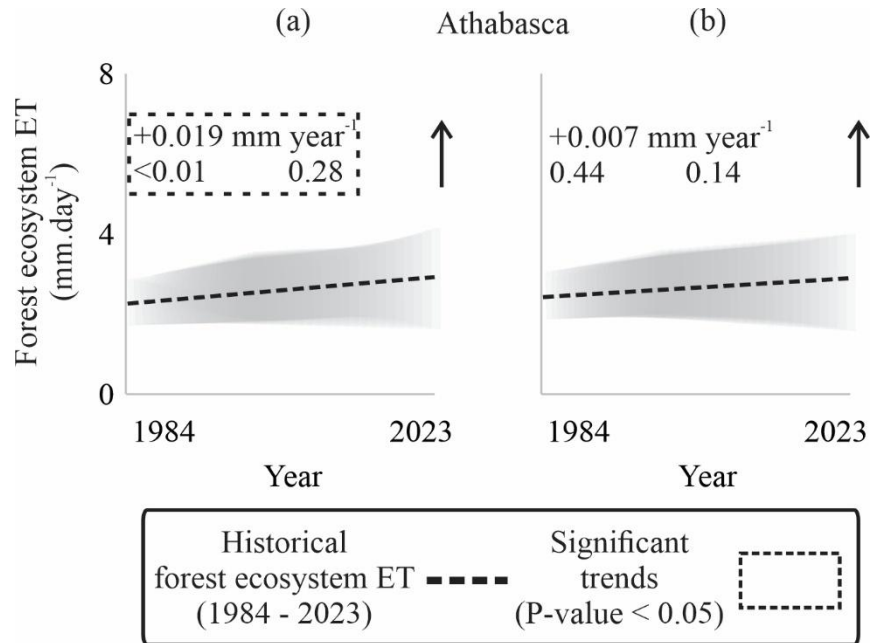 (a) Athabasca (b)
Forest ecosystem ET
(mm.day⁻¹)
8
4
0
+0.019 mm year⁻¹
<0.01 0.28
+0.007 mm year⁻¹
0.44 0.14
1984 2023 1984 2023
Year Year
Historical
forest ecosystem ET
(1984 - 2023)
Significant
trends
(P-value < 0.05)